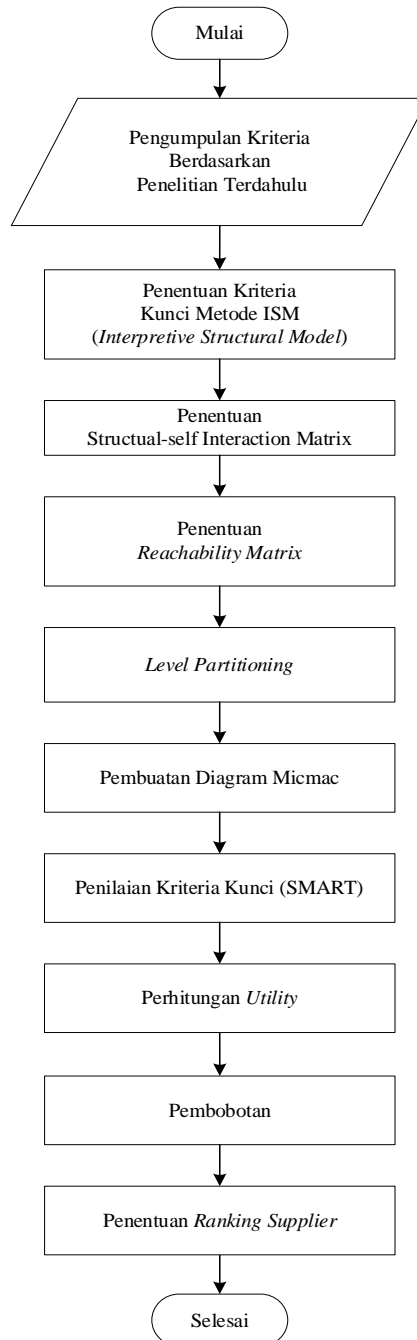 Mulai
Pengumpulan Kriteria
Berdasarkan
Penelitian Terdahulu
Penentuan Kriteria
Kunci Metode ISM
(Interpretive Structural Model)
Penentuan
Structual-self Interaction Matrix
Penentuan
Reachability Matrix
Level Partitioning
Pembuatan Diagram Micmac
Penilaian Kriteria Kunci (SMART)
Perhitungan Utility
Pembobotan
Penentuan Ranking Supplier
Selesai